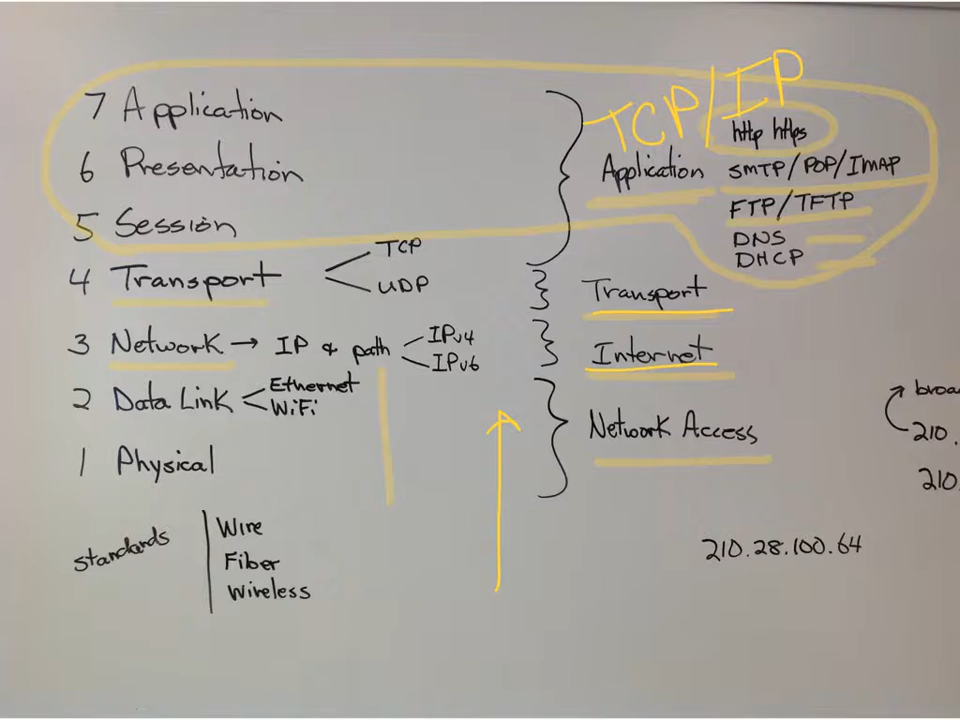 TCP/IP
7 Application
6 Presentation
5 Session
4 Transport
TCP
UDP
3 Network → IP & path
IPv4
IPv6
2 Data Link
Ethernet
WiFi
1 Physical
standards
Wire
Fiber
Wireless
Application
http https
SMTP/POP/IMAP
FTP/TFTP
DNS
DHCP
Transport
Internet
Network Access
210.28.100.64
210.
210